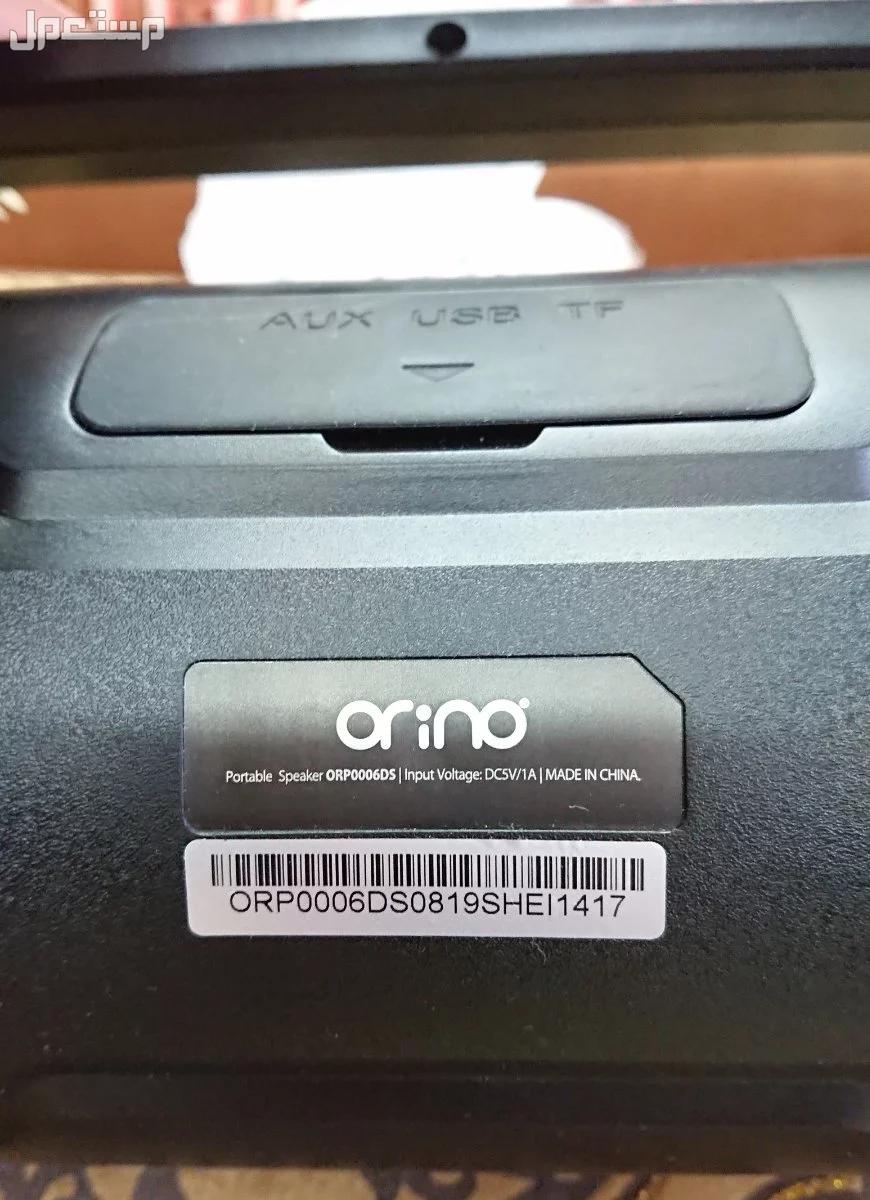 مستعمل
AUX USB TF
orino
Portable Speaker ORP0006DS | Input Voltage: DC5V/1A | MADE IN CHINA.
ORP0006DS0819SHEI1417